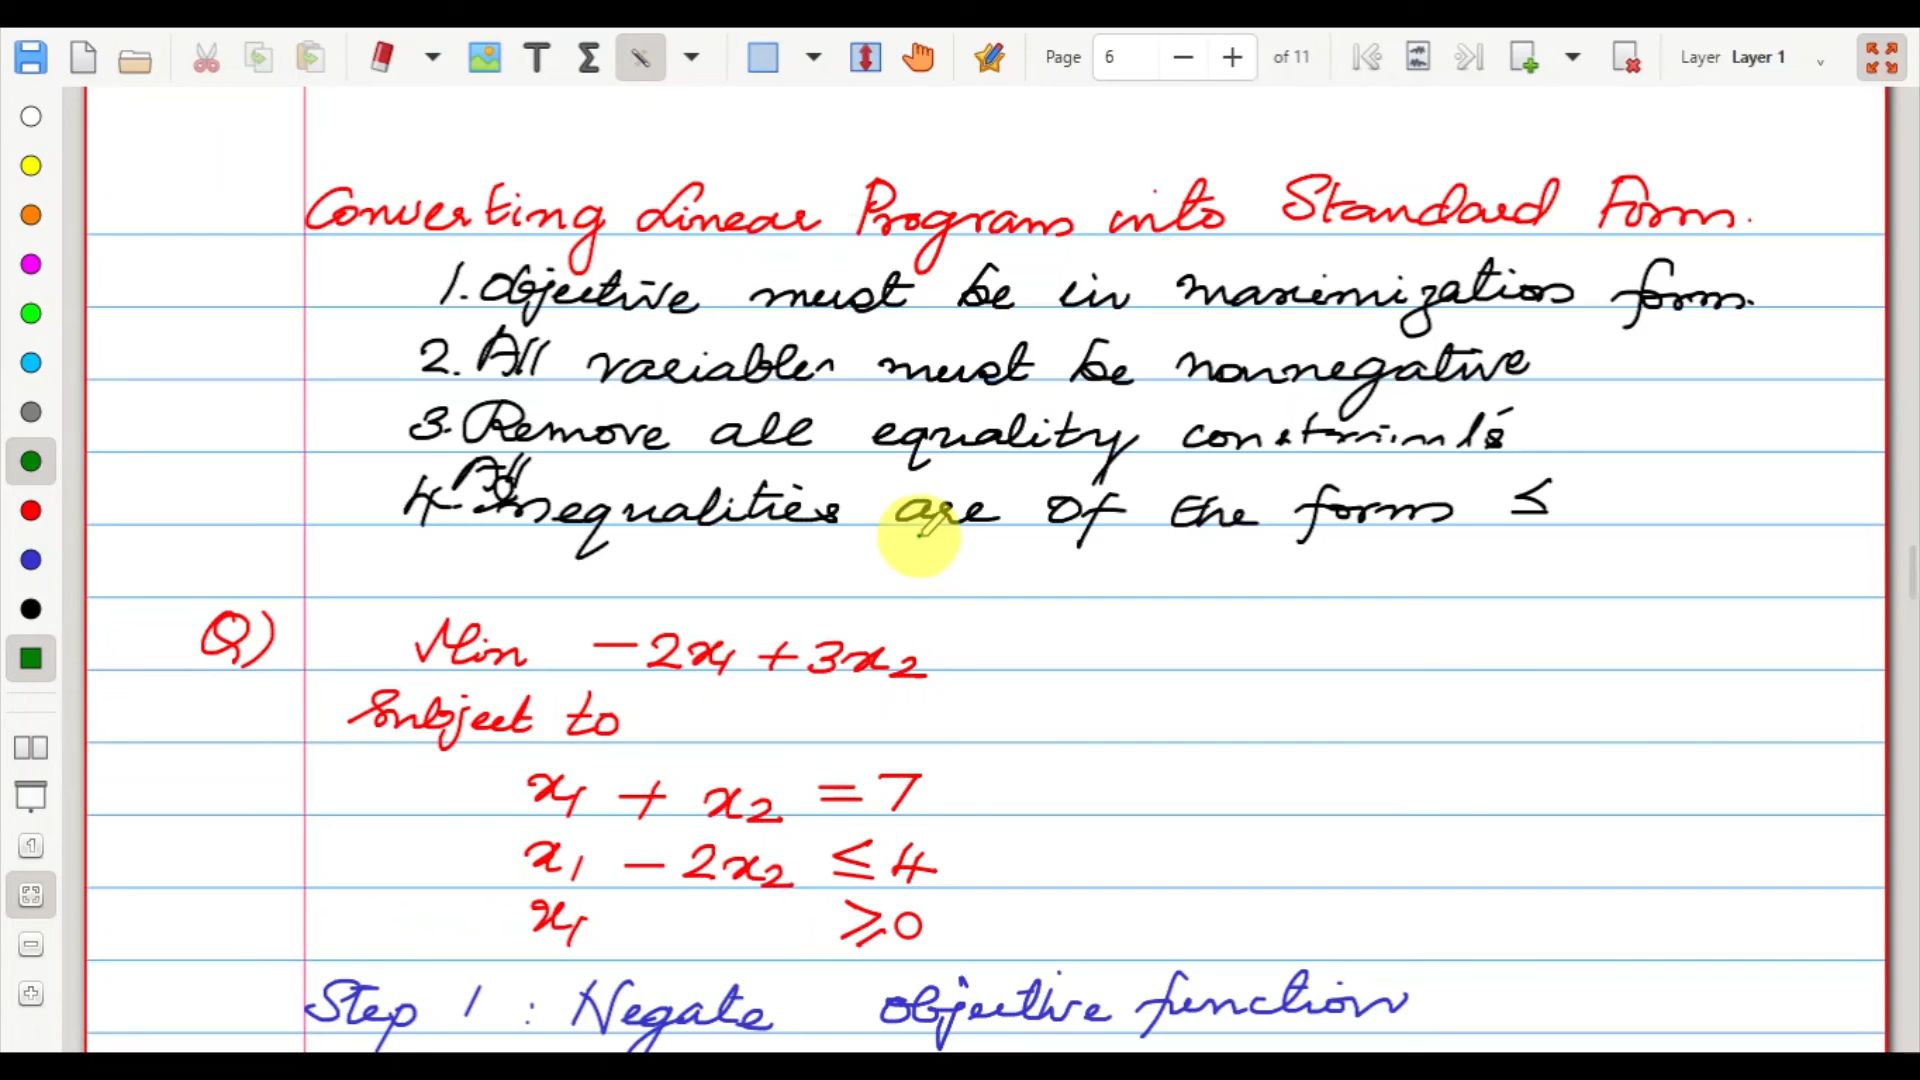 Page 6 of 11 Layer Layer 1
Converting Linear Program into Standard Form.
1. Objective must be in maximization form.
2. All variables must be nonnegative
3. Remove all equality constraints
4. All Inequalities are of the form ≤
Q) Min -2x1 + 3x2
Subject to
x1 + x2 = 7
x1 - 2x2 ≤ 4
x1 ≥ 0
Step 1 : Negate objective function